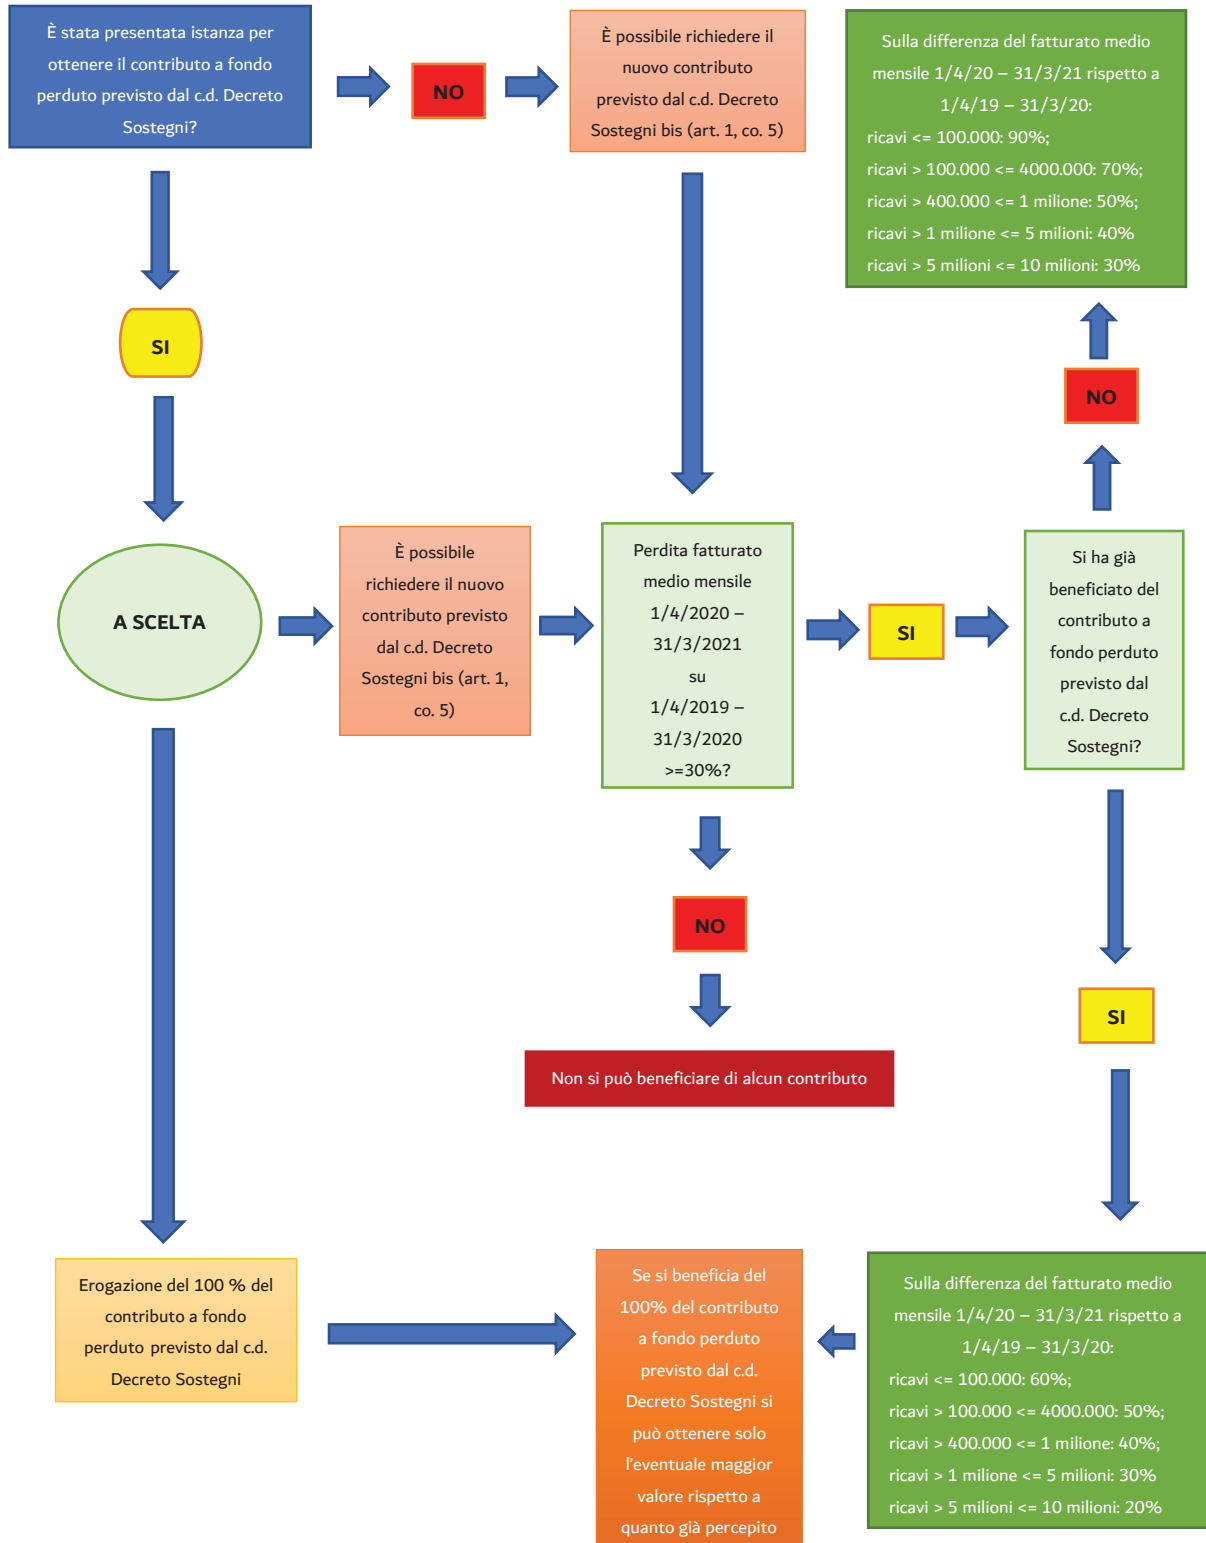 È stata presentata istanza per
ottenere il contributo a fondo
perduto previsto dal c.d. Decreto
Sostegni?
NO
È possibile richiedere il
nuovo contributo
previsto dal c.d. Decreto
Sostegni bis (art. 1, co. 5)
Sulla differenza del fatturato medio
mensile 1/4/20 – 31/3/21 rispetto a
1/4/19 – 31/3/20:
ricavi <= 100.000: 90%;
ricavi > 100.000 <= 4000.000: 70%;
ricavi > 400.000 <= 1 milione: 50%;
ricavi > 1 milione <= 5 milioni: 40%
ricavi > 5 milioni <= 10 milioni: 30%
SI
NO
A SCELTA
È possibile
richiedere il nuovo
contributo previsto
dal c.d. Decreto
Sostegni bis (art. 1,
co. 5)
Perdita fatturato
medio mensile
1/4/2020 –
31/3/2021
su
1/4/2019 –
31/3/2020
>=30%?
SI
Si ha già
beneficiato del
contributo a
fondo perduto
previsto dal
c.d. Decreto
Sostegni?
NO
SI
Non si può beneficiare di alcun contributo
Erogazione del 100 % del
contributo a fondo
perduto previsto dal c.d.
Decreto Sostegni
Se si beneficia del
100% del contributo
a fondo perduto
previsto dal c.d.
Decreto Sostegni si
può ottenere solo
l'eventuale maggior
valore rispetto a
quanto già percepito
Sulla differenza del fatturato medio
mensile 1/4/20 – 31/3/21 rispetto a
1/4/19 – 31/3/20:
ricavi <= 100.000: 60%;
ricavi > 100.000 <= 4000.000: 50%;
ricavi > 400.000 <= 1 milione: 40%;
ricavi > 1 milione <= 5 milioni: 30%
ricavi > 5 milioni <= 10 milioni: 20%